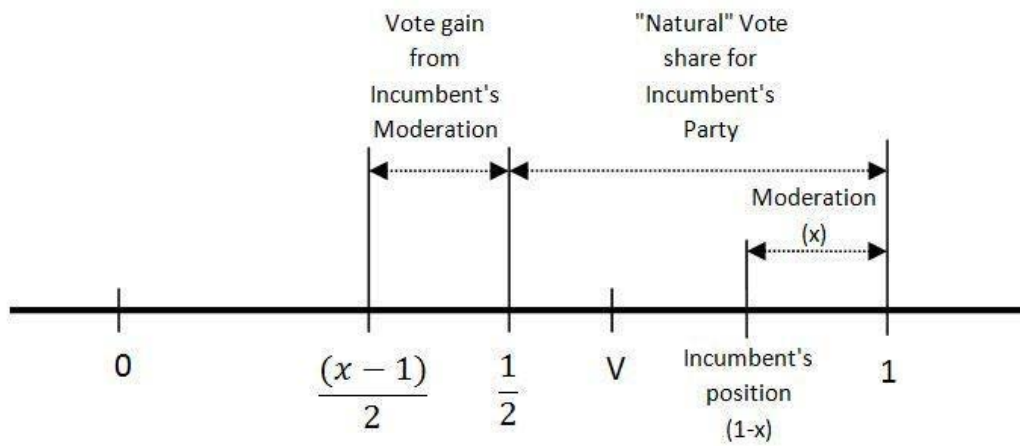 Vote gain
from
Incumbent's
Moderation
"Natural" Vote
share for
Incumbent's
Party
Moderation
(x)
0
(x − 1)
2
1
2
V
Incumbent's
position
(1-x)
1